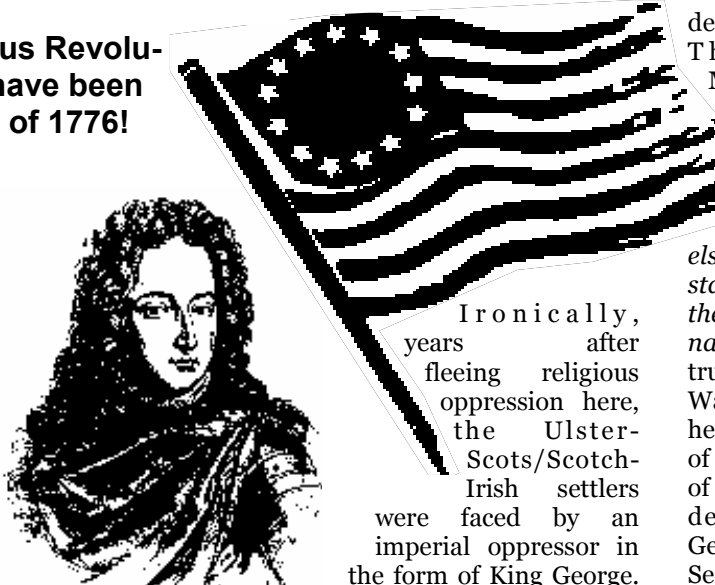 us Revolu-
have been
of 1776!
Ironically,
years after
fleeing religious
oppression here,
the Ulster-
Scots/Scotch-
Irish settlers
were faced by an
imperial oppressor in
the form of King George.
de
Th
els
sta
the
na
tru
Wa
he
of
of
de
Ge
Se